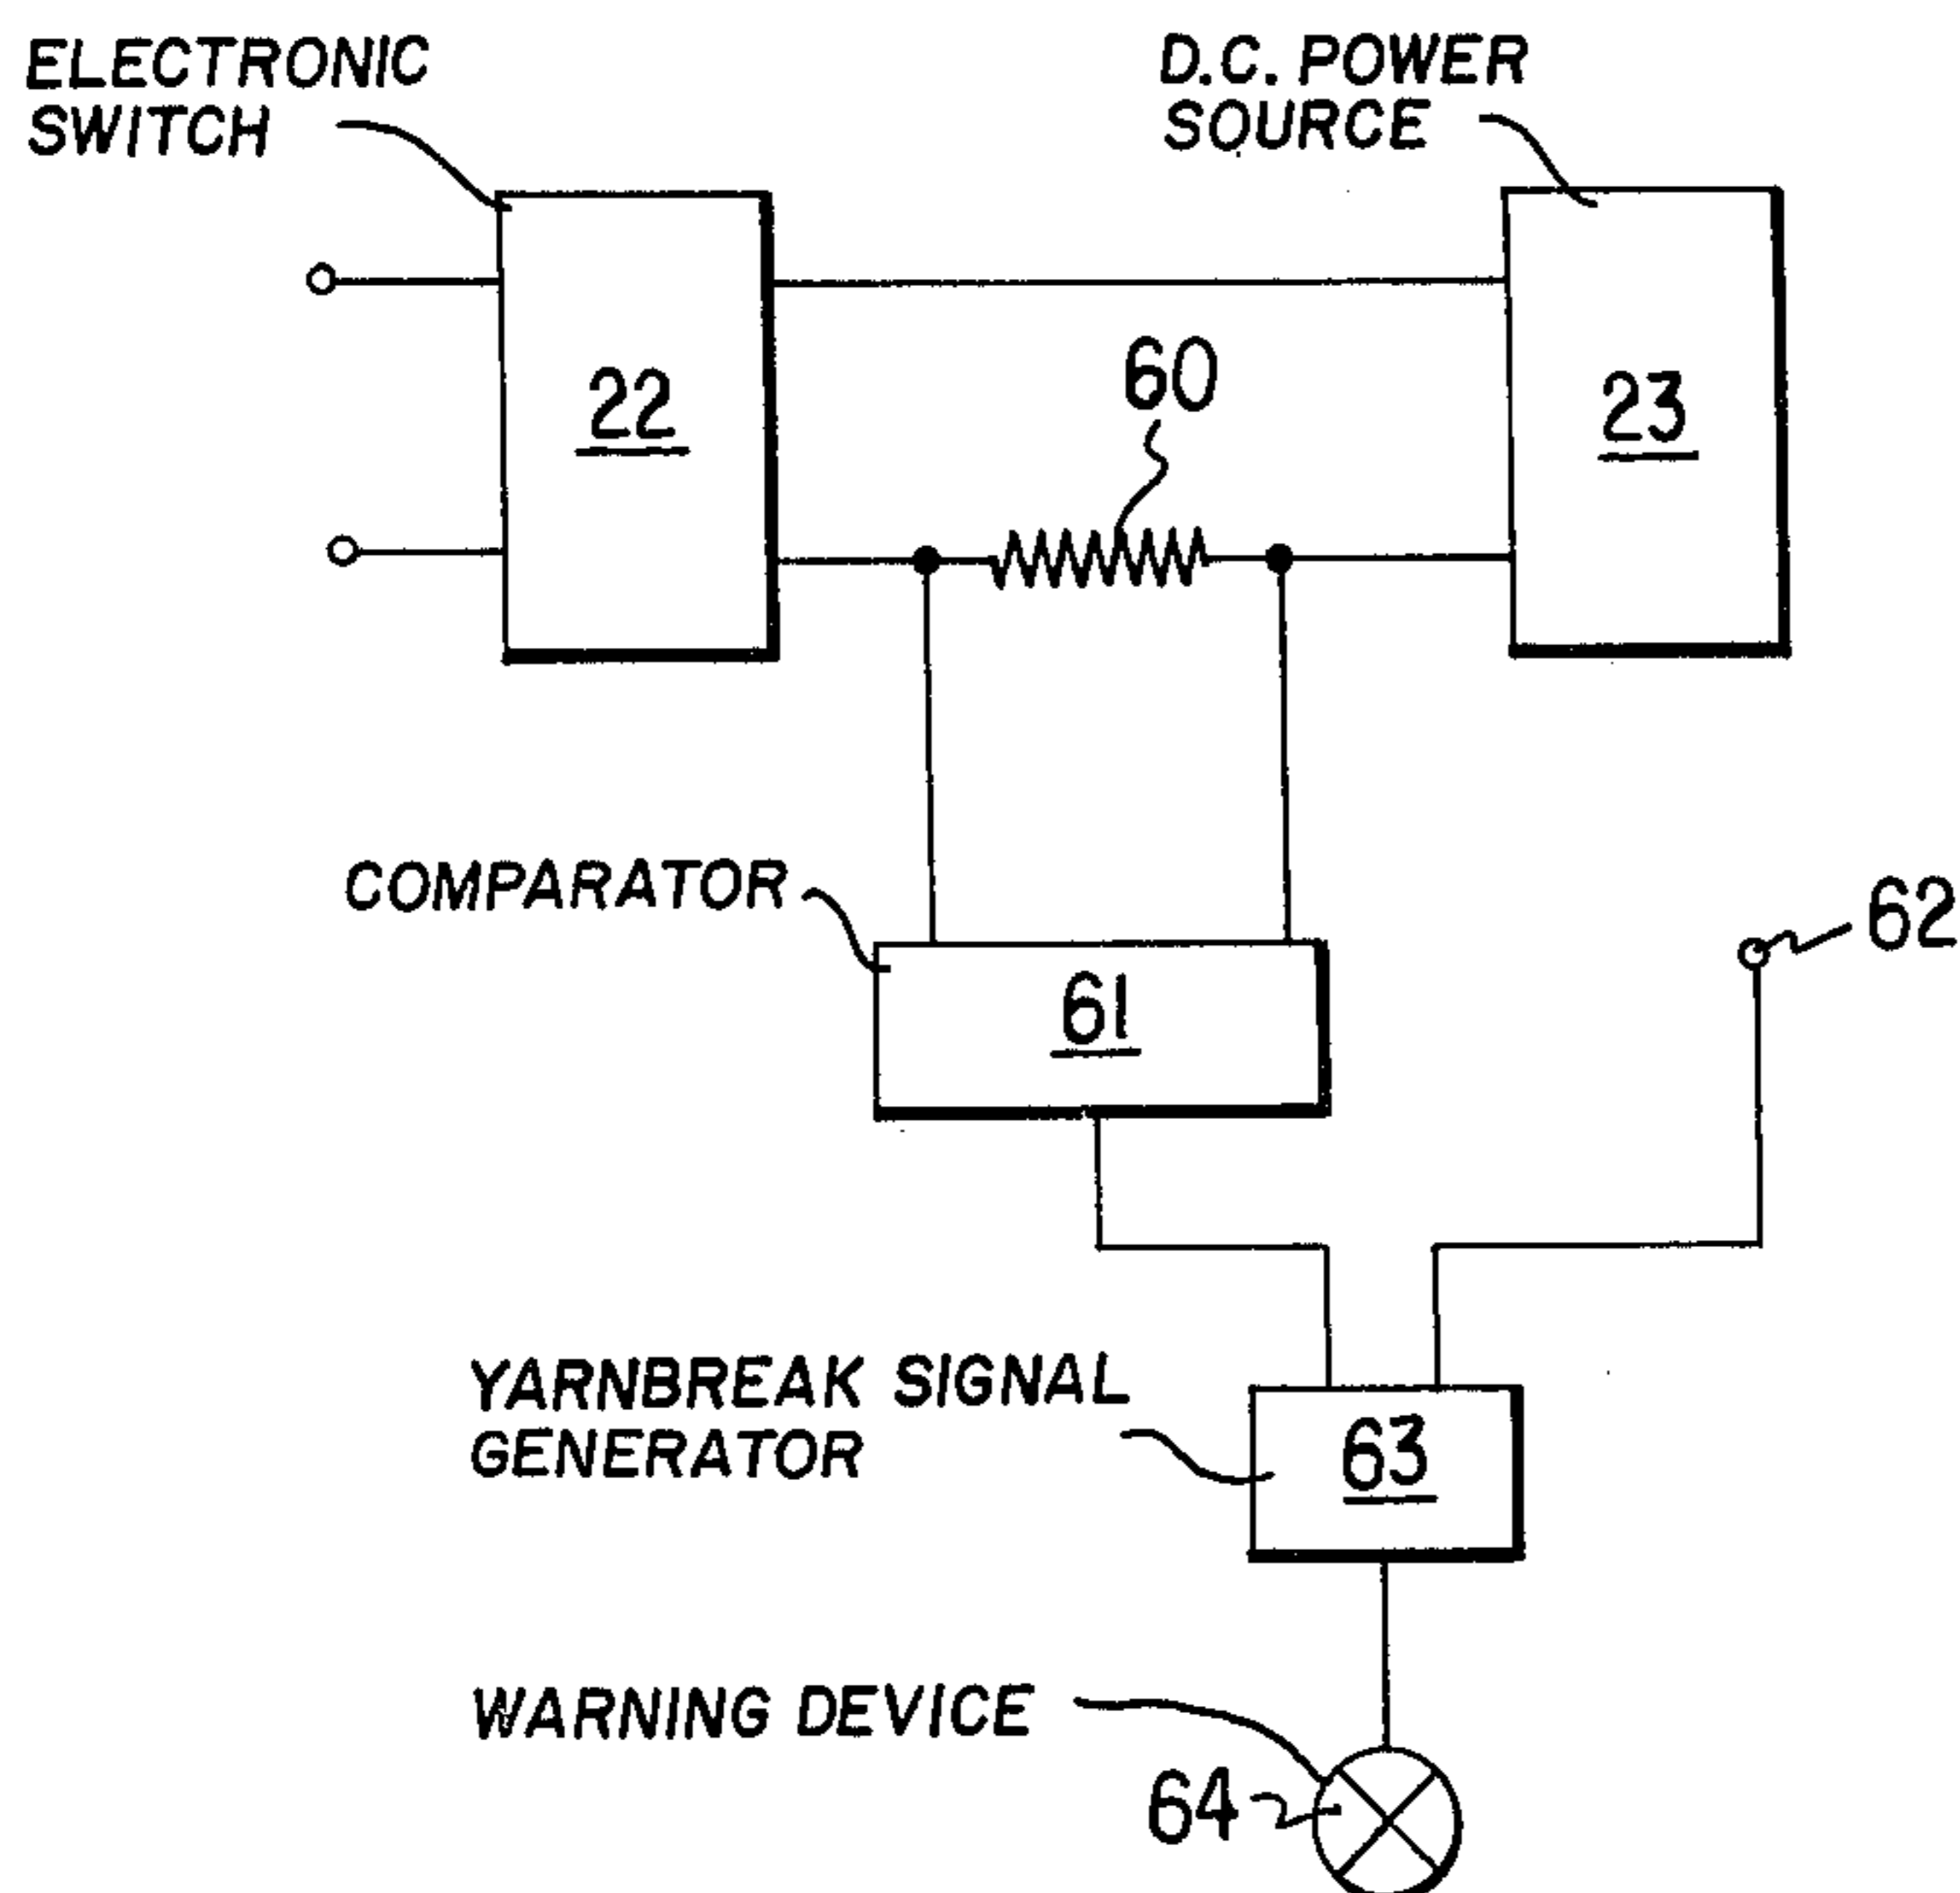 ELECTRONIC
SWITCH
D.C. POWER
SOURCE
22
60
23
COMPARATOR
61
62
YARNBREAK SIGNAL
GENERATOR
63
WARNING DEVICE
64